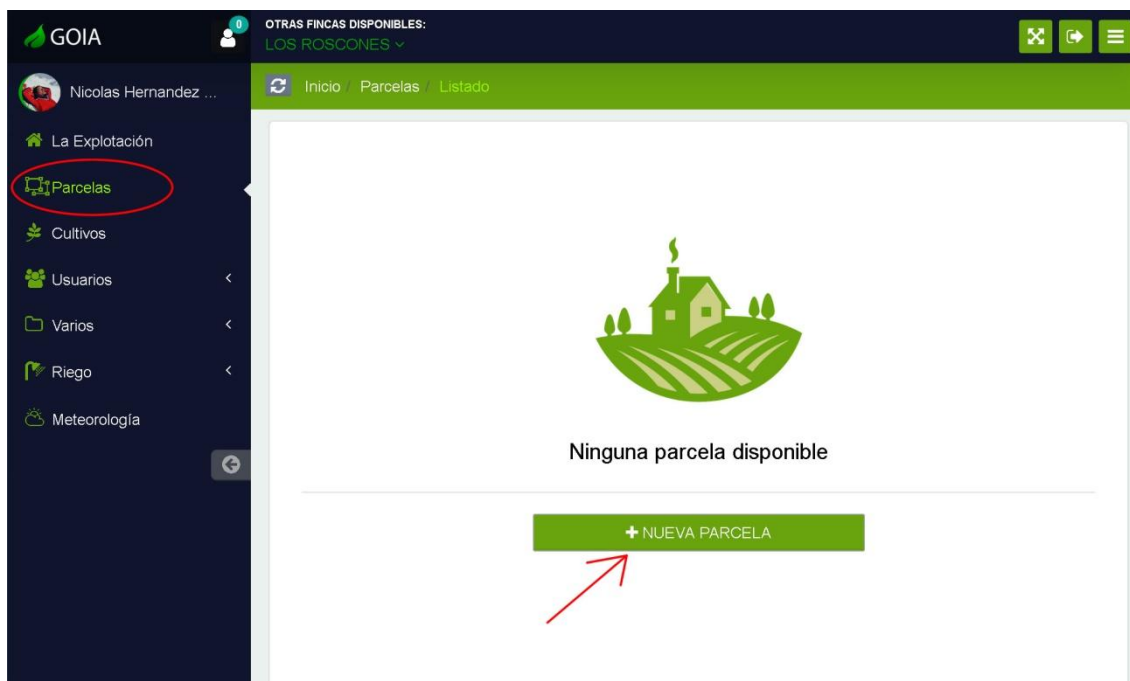 GOIA
0
OTRAS FINCAS DISPONIBLES:
LOS ROSCONES
Nicolas Hernandez ...
Inicio / Parcelas / Listado
La Explotación
Parcelas
Cultivos
Usuarios
Varios
Riego
Meteorología
Ninguna parcela disponible
+ NUEVA PARCELA